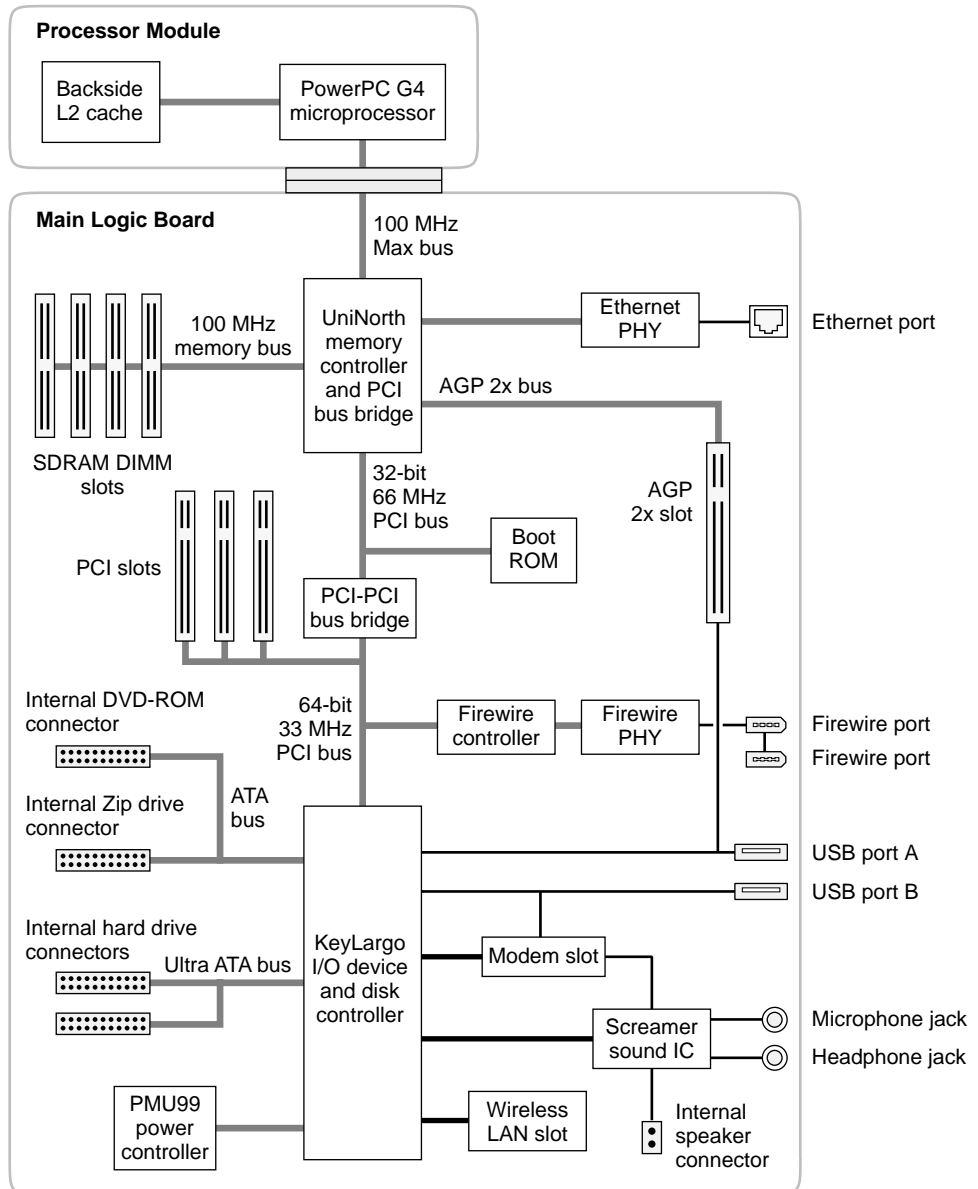 Processor Module
Backside
L2 cache
PowerPC G4
microprocessor
Main Logic Board
100 MHz
Max bus
100 MHz
memory bus
UniNorth
memory
controller
and PCI
bus bridge
Ethernet
PHY
Ethernet port
AGP 2x bus
SDRAM DIMM
slots
32-bit
66 MHz
PCI bus
AGP
2x slot
Boot
ROM
PCI slots
PCI-PCI
bus bridge
Internal DVD-ROM
connector
64-bit
33 MHz
PCI bus
Firewire
controller
Firewire
PHY
Firewire port
Firewire port
ATA
bus
Internal Zip drive
connector
USB port A
USB port B
Internal hard drive
connectors
Ultra ATA bus
KeyLargo
I/O device
and disk
controller
Modem slot
Screamer
sound IC
Microphone jack
Headphone jack
PMU99
power
controller
Wireless
LAN slot
Internal
speaker
connector